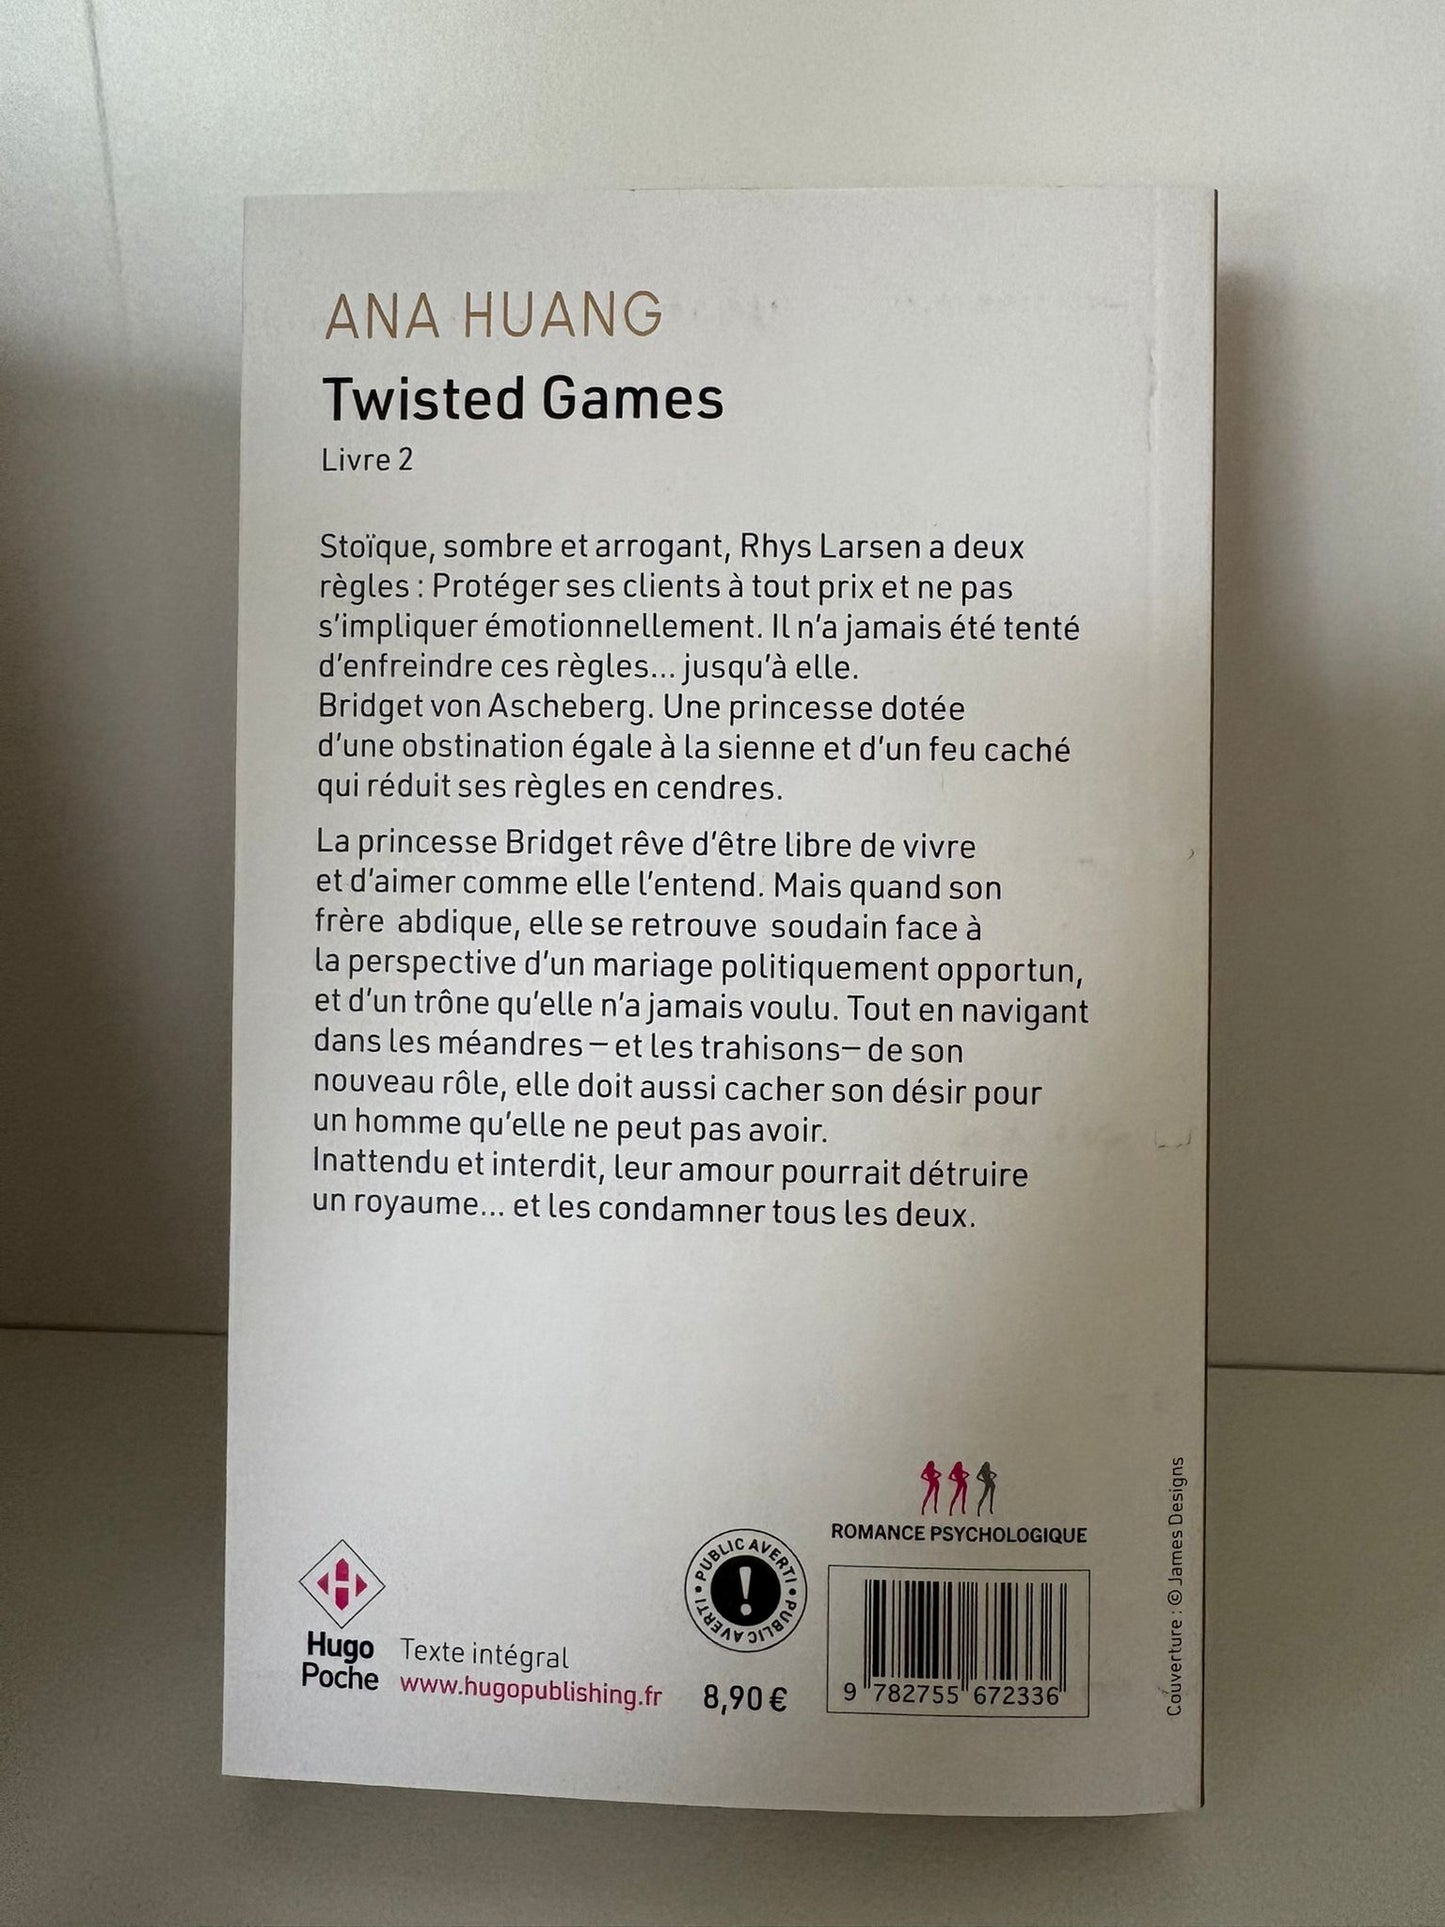 ANA HUANG
Twisted Games
Livre 2
Stoïque, sombre et arrogant, Rhys Larsen a deux
règles : Protéger ses clients à tout prix et ne pas
s'impliquer émotionnellement. Il n'a jamais été tenté
d'enfreindre ces règles... jusqu'à elle.
Bridget von Ascheberg. Une princesse dotée
d'une obstination égale à la sienne et d'un feu caché
qui réduit ses règles en cendres.
La princesse Bridget rêve d'être libre de vivre
et d'aimer comme elle l'entend. Mais quand son
frère abdique, elle se retrouve soudain face à
la perspective d'un mariage politiquement opportun,
et d'un trône qu'elle n'a jamais voulu. Tout en navigant
dans les méandres — et les trahisons— de son
nouveau rôle, elle doit aussi cacher son désir pour
un homme qu'elle ne peut pas avoir.
Inattendu et interdit, leur amour pourrait détruire
un royaume... et les condamner tous les deux.
ROMANCE PSYCHOLOGIQUE
Hugo
Poche
Texte intégral
www.hugopublishing.fr
• PUBLIC AVERTI • PUBLIC AVERTI
!
8,90 €
9 782755 672336
Couverture : © James Designs